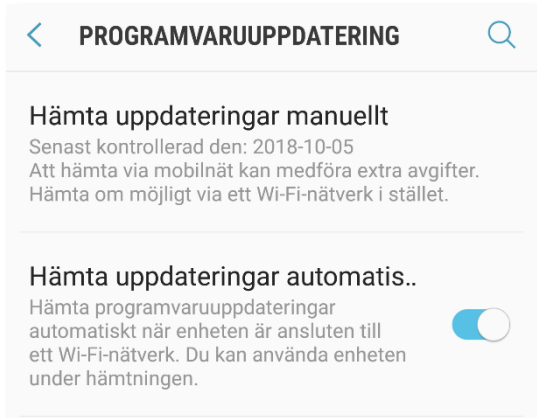 PROGRAMVARUUPPDATERING
Hämta uppdateringar manuellt
Senast kontrollerad den: 2018-10-05
Att hämta via mobilnät kan medföra extra avgifter.
Hämta om möjligt via ett Wi-Fi-nätverk i stället.
Hämta uppdateringar automatis..
Hämta programvaruuppdateringar
automatiskt när enheten är ansluten till
ett Wi-Fi-nätverk. Du kan använda enheten
under hämtningen.